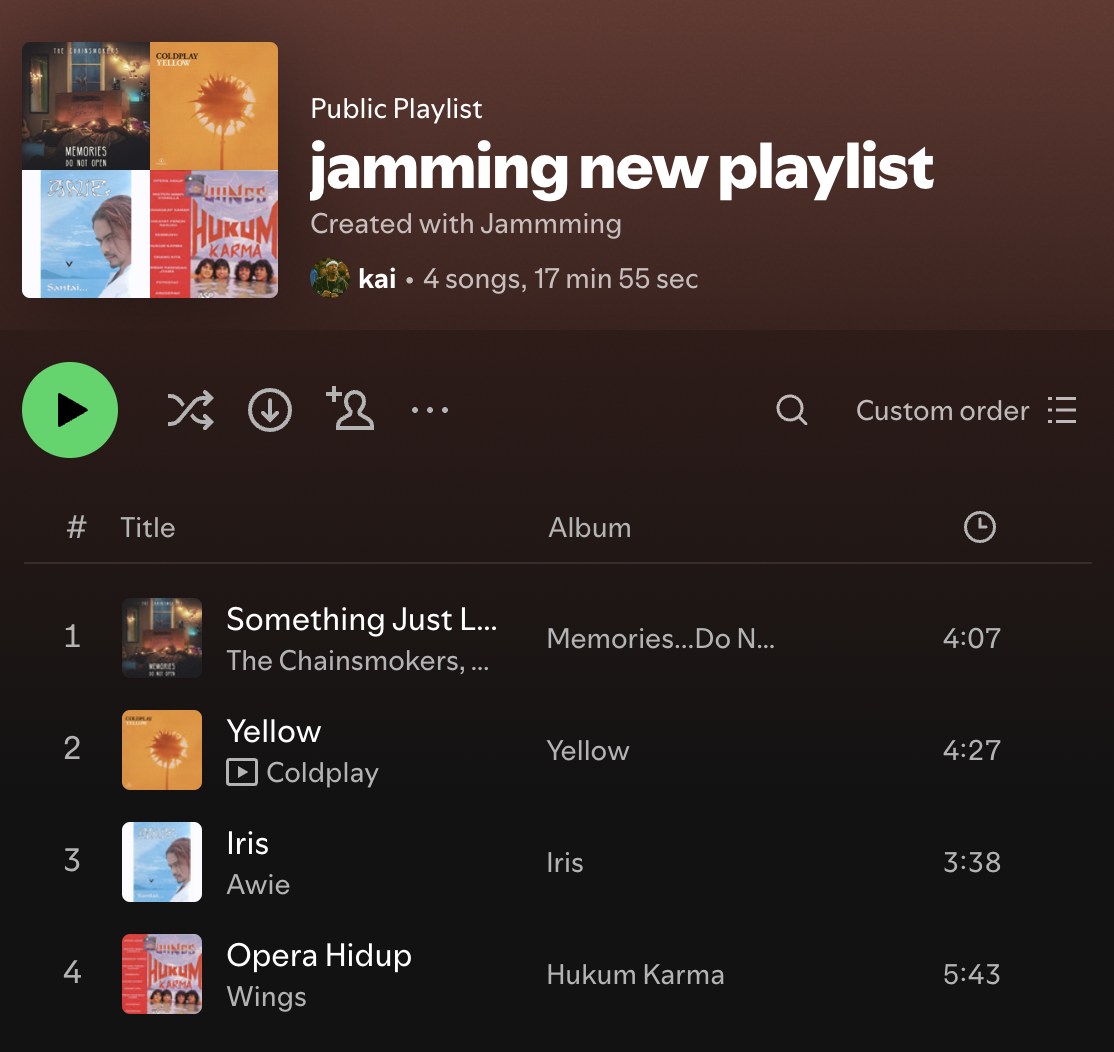 THE CHAINSMOKERS
MEMORIES
DO NOT OPEN
COLDPLAY
YELLOW
AWIE
Santai...
WINGS
HUKUM
KARMA
Public Playlist
jamming new playlist
Created with Jammming
kai • 4 songs, 17 min 55 sec
Custom order
# Title Album
1 Something Just L... Memories...Do N... 4:07
The Chainsmokers, ...
2 Yellow Yellow 4:27
Coldplay
3 Iris Iris 3:38
Awie
4 Opera Hidup Hukum Karma 5:43
Wings